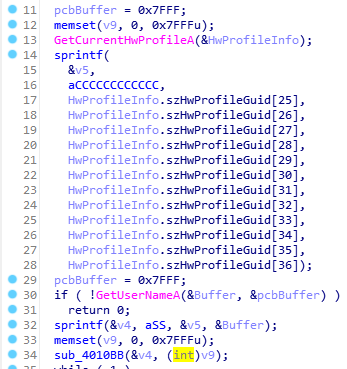 11 pcbBuffer = 0x7FFF;
12 memset(v9, 0, 0x7FFFu);
13 GetCurrentHwProfileA(&HwProfileInfo);
14 sprintf(
15 &v5,
16 aCCCCCCCCCCCC,
17 HwProfileInfo.szHwProfileGuid[25],
18 HwProfileInfo.szHwProfileGuid[26],
19 HwProfileInfo.szHwProfileGuid[27],
20 HwProfileInfo.szHwProfileGuid[28],
21 HwProfileInfo.szHwProfileGuid[29],
22 HwProfileInfo.szHwProfileGuid[30],
23 HwProfileInfo.szHwProfileGuid[31],
24 HwProfileInfo.szHwProfileGuid[32],
25 HwProfileInfo.szHwProfileGuid[33],
26 HwProfileInfo.szHwProfileGuid[34],
27 HwProfileInfo.szHwProfileGuid[35],
28 HwProfileInfo.szHwProfileGuid[36]);
29 pcbBuffer = 0x7FFF;
30 if ( !GetUserNameA(&Buffer, &pcbBuffer) )
31 return 0;
32 sprintf(&v4, aSS, &v5, &Buffer);
33 memset(v9, 0, 0x7FFFu);
34 sub_4010BB(&v4, (int)v9);